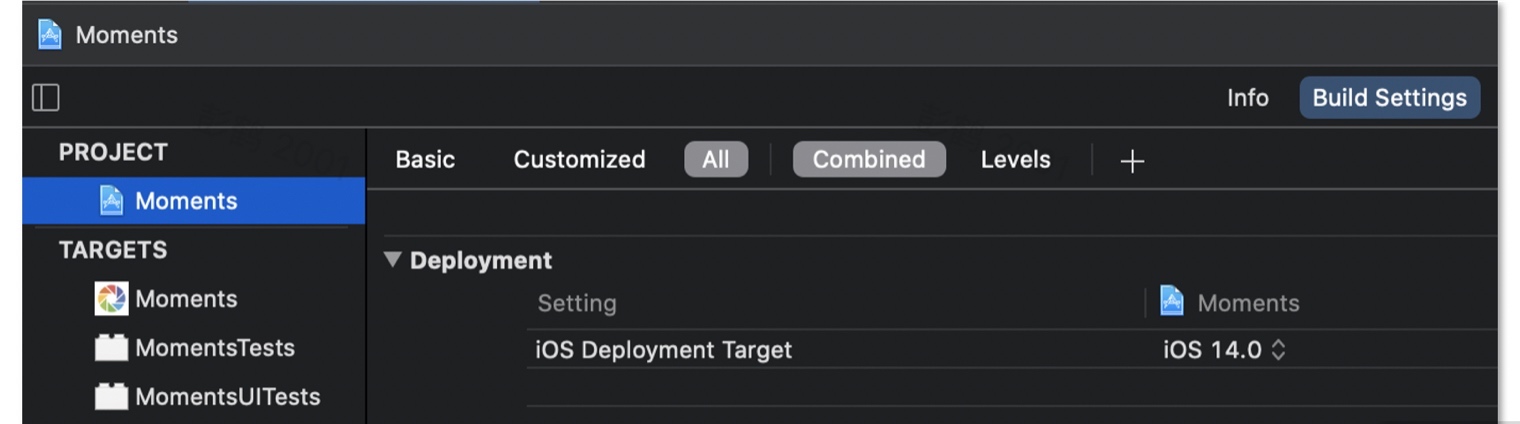 Moments
Info Build Settings
PROJECT
Basic Customized All Combined Levels +
Moments
TARGETS
Deployment
Moments
Setting Moments
MomentsTests
iOS Deployment Target iOS 14.0
MomentsUITests